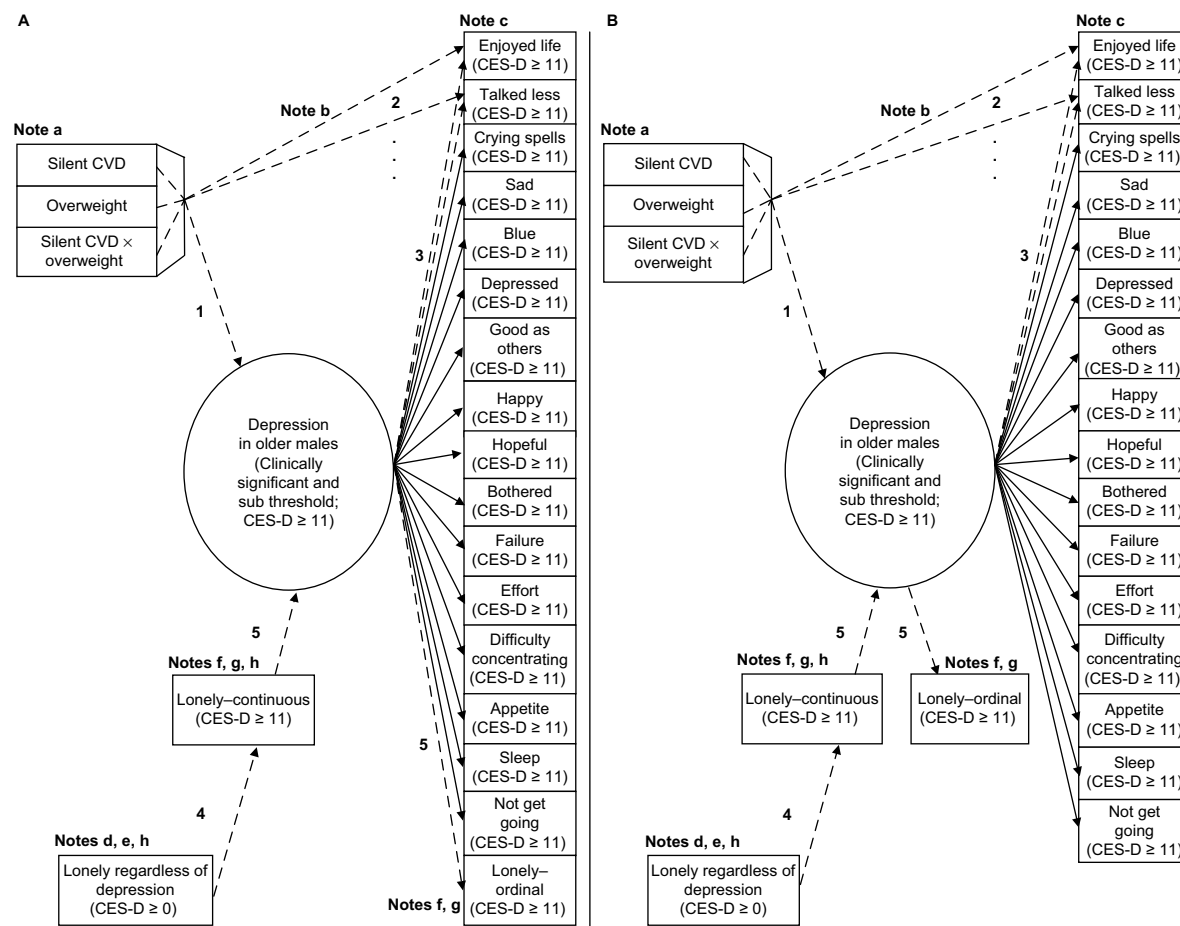 A
Note c
Enjoyed life
(CES-D ≥ 11)
Talked less
(CES-D ≥ 11)
Crying spells
(CES-D ≥ 11)
Sad
(CES-D ≥ 11)
Blue
(CES-D ≥ 11)
Depressed
(CES-D ≥ 11)
Good as
others
(CES-D ≥ 11)
Happy
(CES-D ≥ 11)
Hopeful
(CES-D ≥ 11)
Bothered
(CES-D ≥ 11)
Failure
(CES-D ≥ 11)
Effort
(CES-D ≥ 11)
Difficulty
concentrating
(CES-D ≥ 11)
Appetite
(CES-D ≥ 11)
Sleep
(CES-D ≥ 11)
Not get
going
(CES-D ≥ 11)
Lonely–
ordinal
(CES-D ≥ 11)
Notes f, g
Note b
2
.
.
.
Note a
Silent CVD
Overweight
Silent CVD ×
overweight
1
3
Depression
in older males
(Clinically
significant and
sub threshold;
CES-D ≥ 11)
5
Notes f, g, h
Lonely–continuous
(CES-D ≥ 11)
5
4
Notes d, e, h
Lonely regardless of
depression
(CES-D ≥ 0)
B
Note c
Enjoyed life
(CES-D ≥ 11)
Talked less
(CES-D ≥ 11)
Crying spells
(CES-D ≥ 11)
Sad
(CES-D ≥ 11)
Blue
(CES-D ≥ 11)
Depressed
(CES-D ≥ 11)
Good as
others
(CES-D ≥ 11)
Happy
(CES-D ≥ 11)
Hopeful
(CES-D ≥ 11)
Bothered
(CES-D ≥ 11)
Failure
(CES-D ≥ 11)
Effort
(CES-D ≥ 11)
Difficulty
concentrating
(CES-D ≥ 11)
Appetite
(CES-D ≥ 11)
Sleep
(CES-D ≥ 11)
Not get
going
(CES-D ≥ 11)
Note b
2
.
.
.
Note a
Silent CVD
Overweight
Silent CVD ×
overweight
1
3
Depression
in older males
(Clinically
significant and
sub threshold;
CES-D ≥ 11)
5
5
Notes f, g, h
Lonely–continuous
(CES-D ≥ 11)
Notes f, g
Lonely–ordinal
(CES-D ≥ 11)
4
Notes d, e, h
Lonely regardless of
depression
(CES-D ≥ 0)